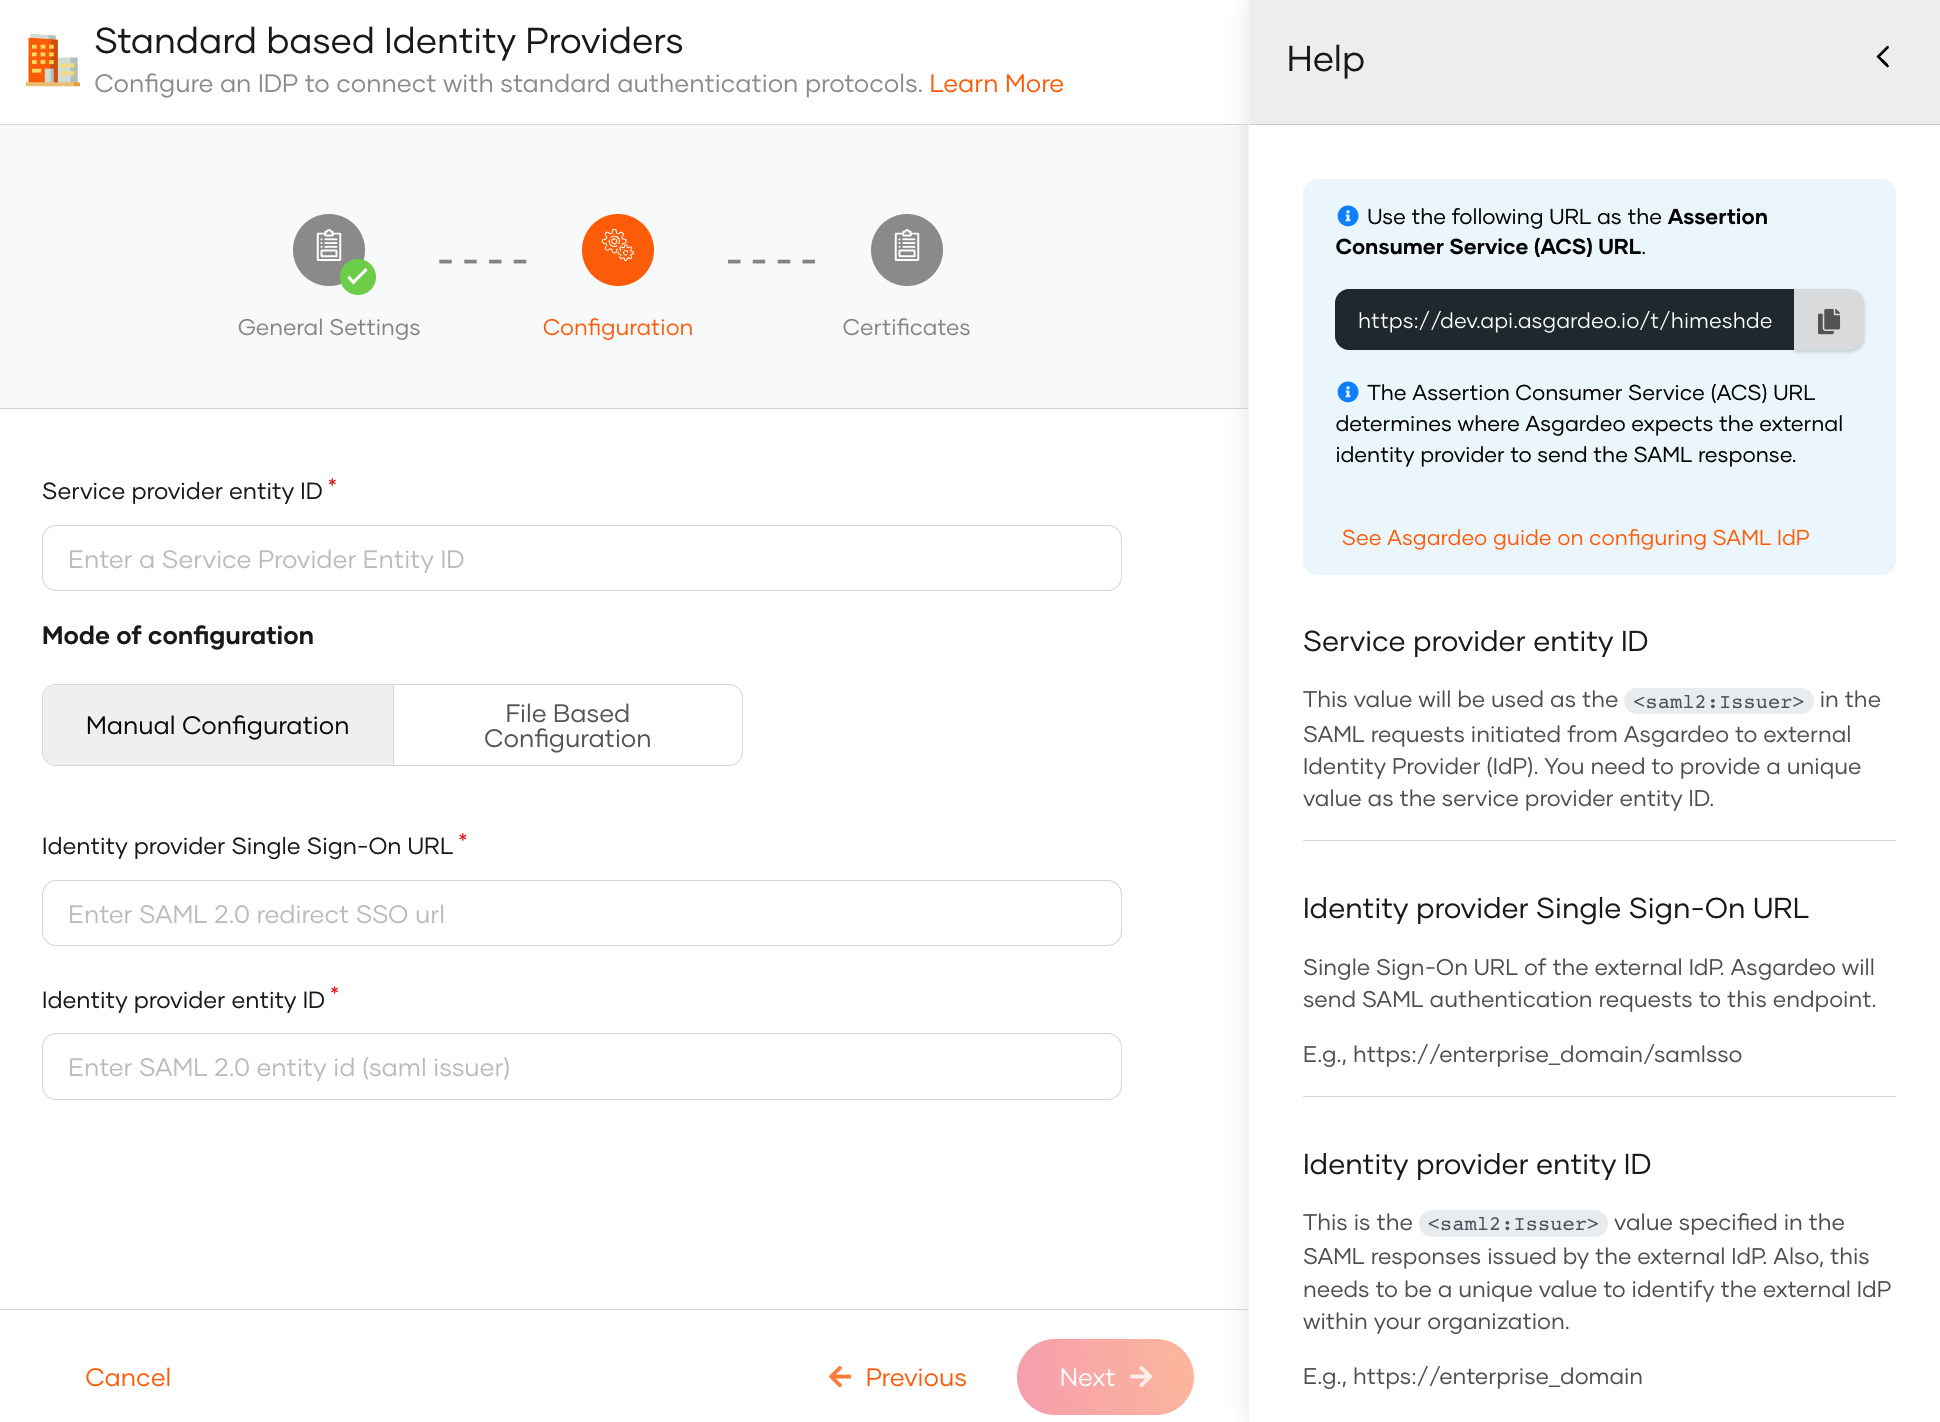 Standard based Identity Providers
Configure an IDP to connect with standard authentication protocols. Learn More
General Settings
Configuration
Certificates
Service provider entity ID *
Enter a Service Provider Entity ID
Mode of configuration
Manual Configuration
File Based
Configuration
Identity provider Single Sign-On URL *
Enter SAML 2.0 redirect SSO url
Identity provider entity ID *
Enter SAML 2.0 entity id (saml issuer)
Cancel
Previous
Next
Help
Use the following URL as the Assertion
Consumer Service (ACS) URL.
https://dev.api.asgardeo.io/t/himeshde
The Assertion Consumer Service (ACS) URL
determines where Asgardeo expects the external
identity provider to send the SAML response.
See Asgardeo guide on configuring SAML IdP
Service provider entity ID
This value will be used as the <saml2:Issuer> in the
SAML requests initiated from Asgardeo to external
Identity Provider (IdP). You need to provide a unique
value as the service provider entity ID.
Identity provider Single Sign-On URL
Single Sign-On URL of the external IdP. Asgardeo will
send SAML authentication requests to this endpoint.
E.g., https://enterprise_domain/samlsso
Identity provider entity ID
This is the <saml2:Issuer> value specified in the
SAML responses issued by the external IdP. Also, this
needs to be a unique value to identify the external IdP
within your organization.
E.g., https://enterprise_domain